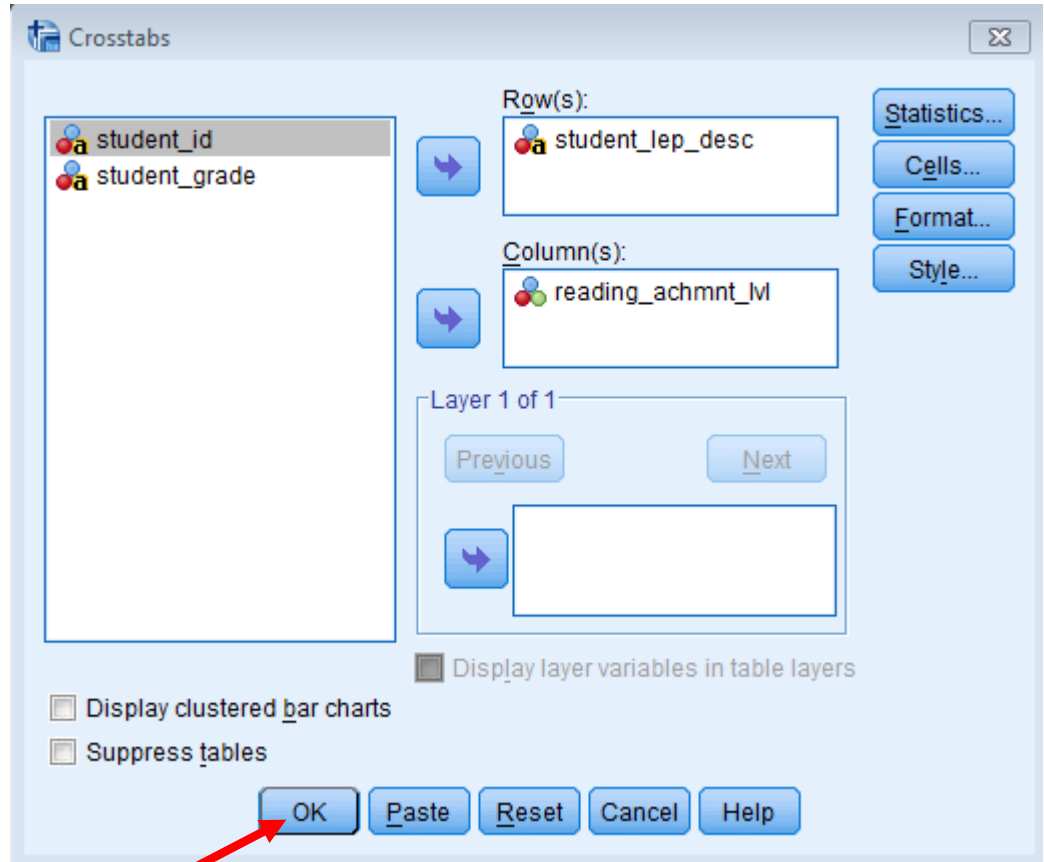 Crosstabs
student_id
student_grade
Row(s):
student_lep_desc
Column(s):
reading_achmnt_lvl
Layer 1 of 1
Previous
Next
Display layer variables in table layers
Statistics...
Cells...
Format...
Style...
Display clustered bar charts
Suppress tables
OK
Paste
Reset
Cancel
Help